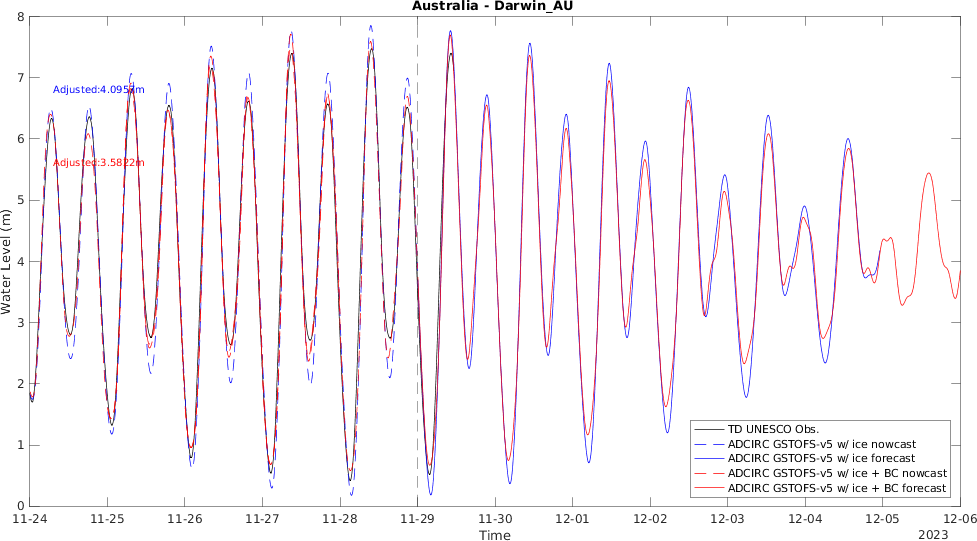 Australia - Darwin_AU
8
7
6
5
4
3
2
1
0
Water Level (m)
Adjusted:4.0957m
Adjusted:3.5822m
TD UNESCO Obs.
ADCIRC GSTOFS-v5 w/ ice nowcast
ADCIRC GSTOFS-v5 w/ ice forecast
ADCIRC GSTOFS-v5 w/ ice + BC nowcast
ADCIRC GSTOFS-v5 w/ ice + BC forecast
11-24 11-25 11-26 11-27 11-28 11-29 11-30 12-01 12-02 12-03 12-04 12-05 12-06
Time
2023